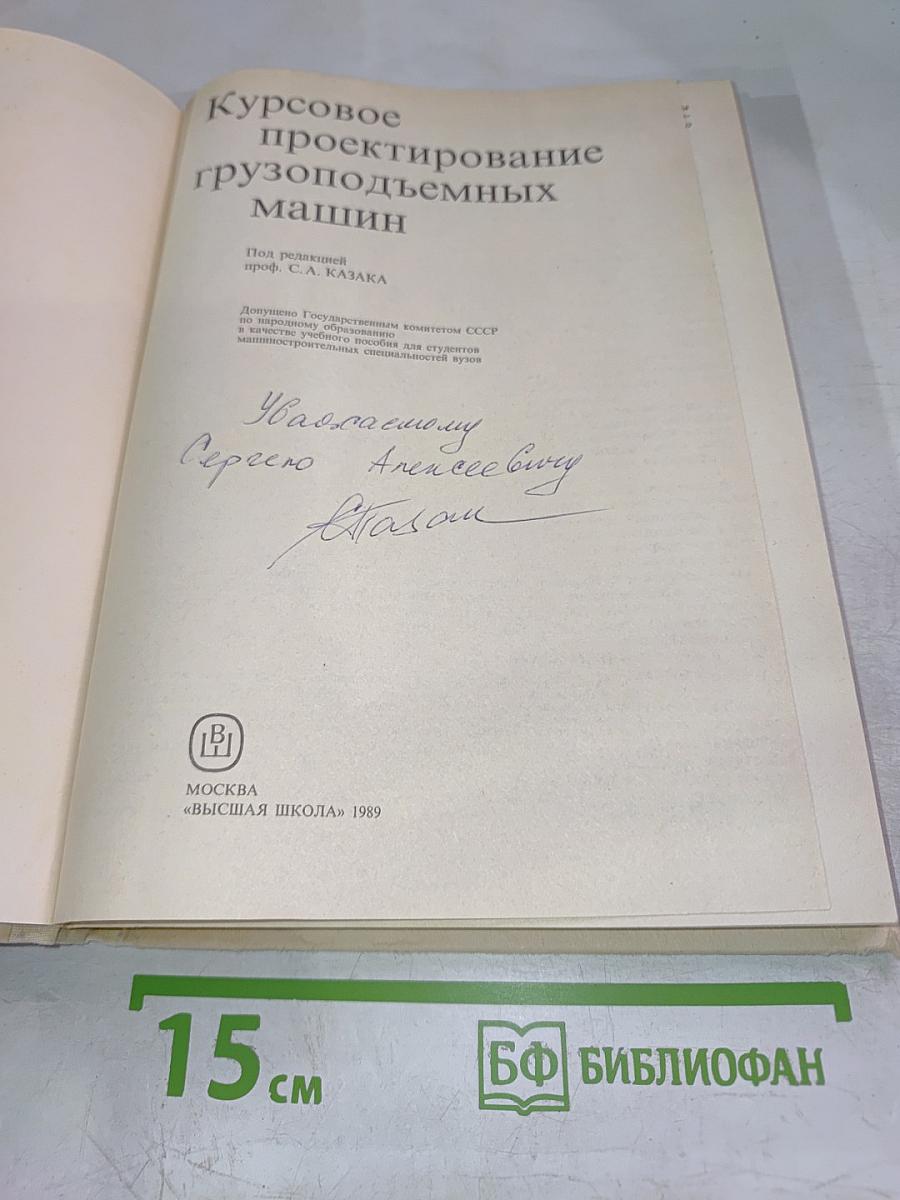 Курсовое
проектирование
грузоподъемных
машин
Под редакцией
проф. С. А. КАЗАКА
Допущено Государственным комитетом СССР
по народному образованию
в качестве учебного пособия для студентов
машиностроительных специальностей вузов
Уважаемому
Сергею Алексеевичу
ВШ
МОСКВА
«ВЫСШАЯ ШКОЛА» 1989
15 см
БФ БИБЛИОФАН